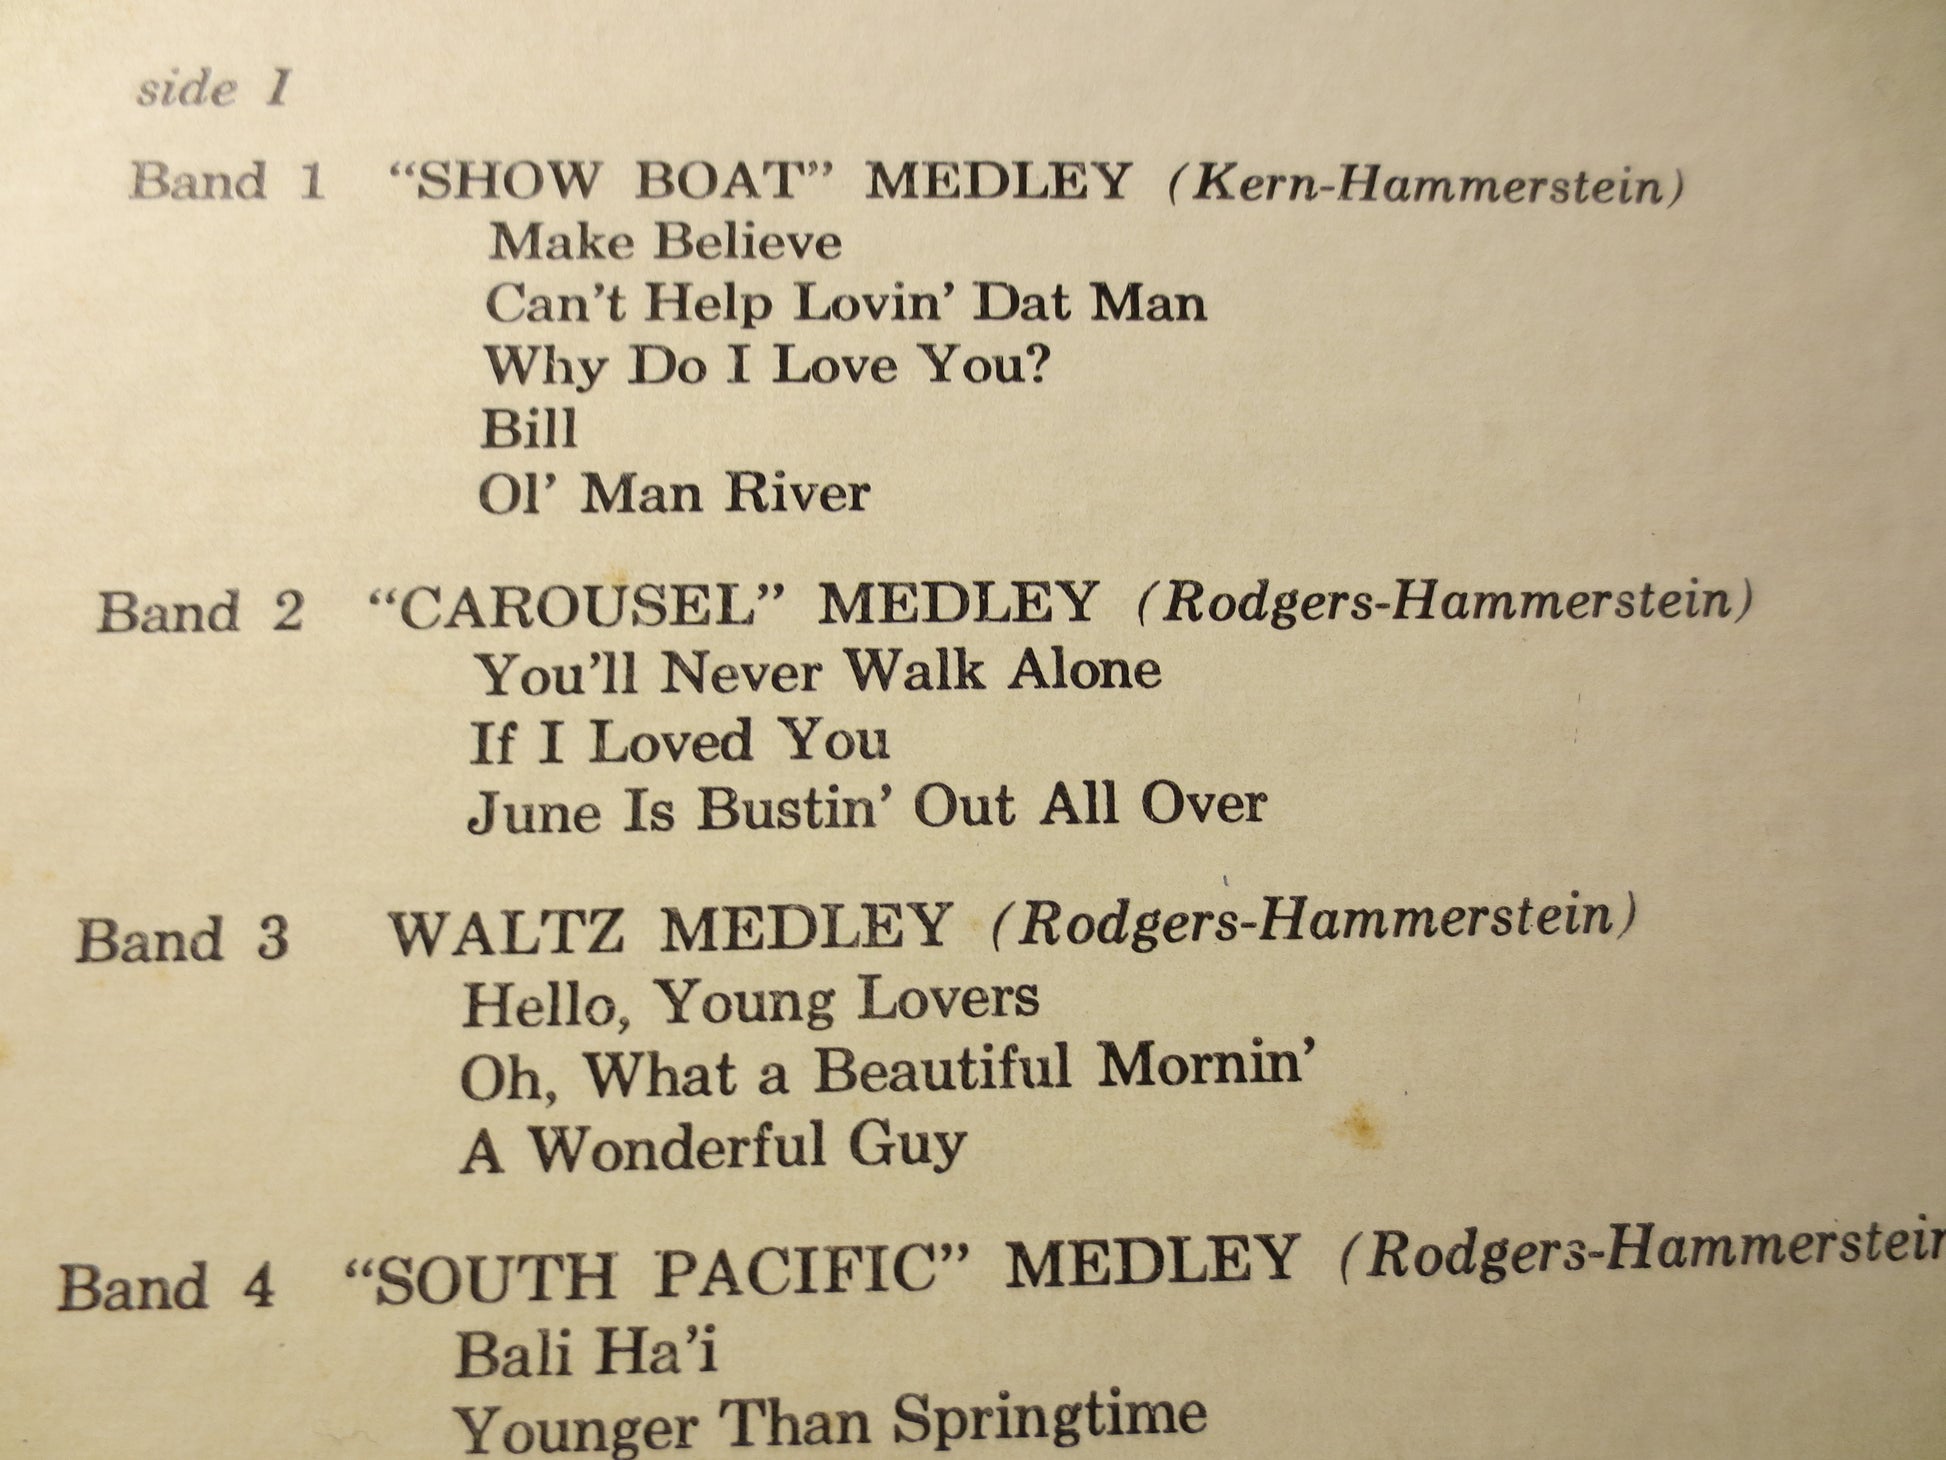 side I
Band 1 “SHOW BOAT” MEDLEY (Kern-Hammerstein)
Make Believe
Can’t Help Lovin’ Dat Man
Why Do I Love You?
Bill
Ol’ Man River
Band 2 “CAROUSEL” MEDLEY (Rodgers-Hammerstein)
You’ll Never Walk Alone
If I Loved You
June Is Bustin’ Out All Over
Band 3 WALTZ MEDLEY (Rodgers-Hammerstein)
Hello, Young Lovers
Oh, What a Beautiful Mornin’
A Wonderful Guy
Band 4 “SOUTH PACIFIC” MEDLEY (Rodgers-Hammerstein
Bali Ha’i
Younger Than Springtime